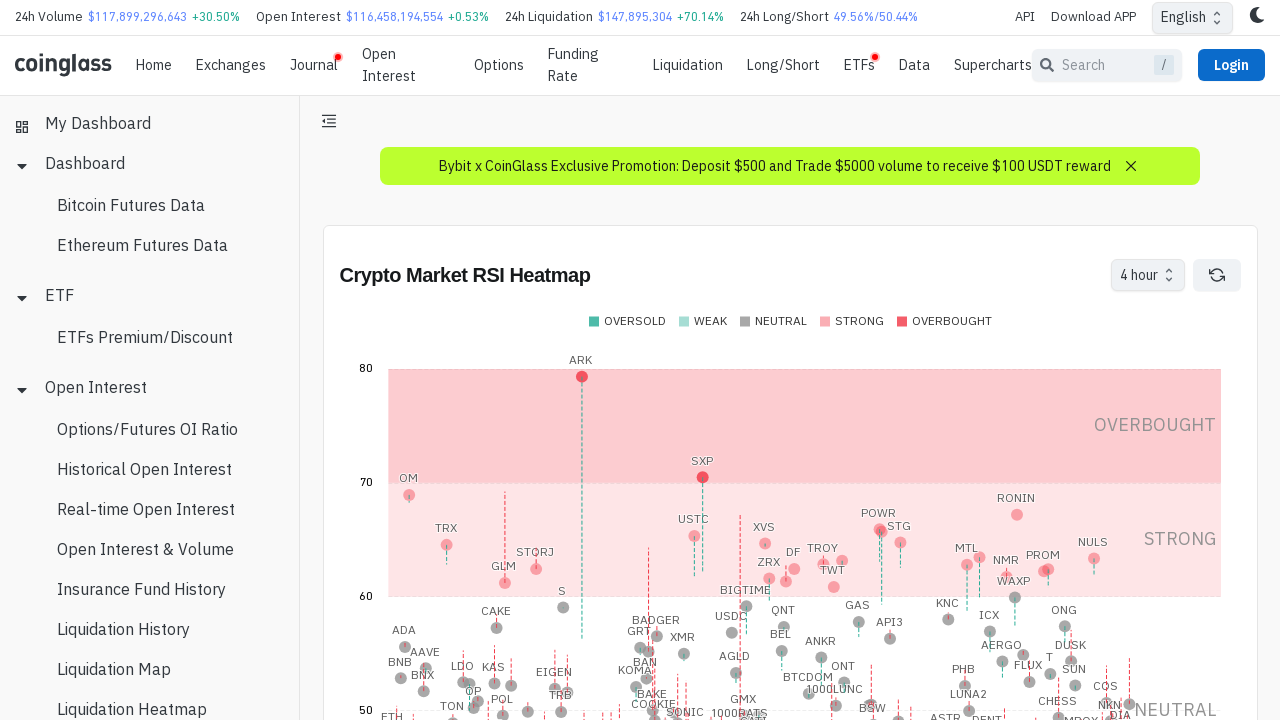 24h Volume $117,899,296,643 +30.50% Open Interest $116,458,194,554 +0.53% 24h Liquidation $147,895,304 +70.14% 24h Long/Short 49.56%/50.44% API Download APP English
coinglass Home Exchanges Journal Open Interest Options Funding Rate Liquidation Long/Short ETFs Data Supercharts Search / Login
My Dashboard
Dashboard
Bitcoin Futures Data
Ethereum Futures Data
ETF
ETFs Premium/Discount
Open Interest
Options/Futures OI Ratio
Historical Open Interest
Real-time Open Interest
Open Interest & Volume
Insurance Fund History
Liquidation History
Liquidation Map
Liquidation Heatmap
Bybit x CoinGlass Exclusive Promotion: Deposit $500 and Trade $5000 volume to receive $100 USDT reward
Crypto Market RSI Heatmap 4 hour
OVERSOLD WEAK NEUTRAL STRONG OVERBOUGHT
ARK
80
OVERBOUGHT
SXP
OM
70
RONIN
POWR
USTC
TRX XVS STG
STRONG
NULS
STORJ DF TROY MTL PROM
GLM ZRX TWT NMR
WAXP
S BIGTIME
60
CAKE QNT GAS KNC ONG
BADGER USDC ICX
API3
ADA GRT XMR BEL
ANKR AERGO DUSK
AAVE AGLD
BNB LDO KAS BAN ONT FLUX
BNX EIGEN KOMA BTCDOM PHB SUN
OP TRB BAKE 1000LUNC LUNA2 COS
TON POL COOKIE GMX CHESS NKN
50
ETH SONIC 1000RATS BSW ASTR DENT DIA
NEUTRAL